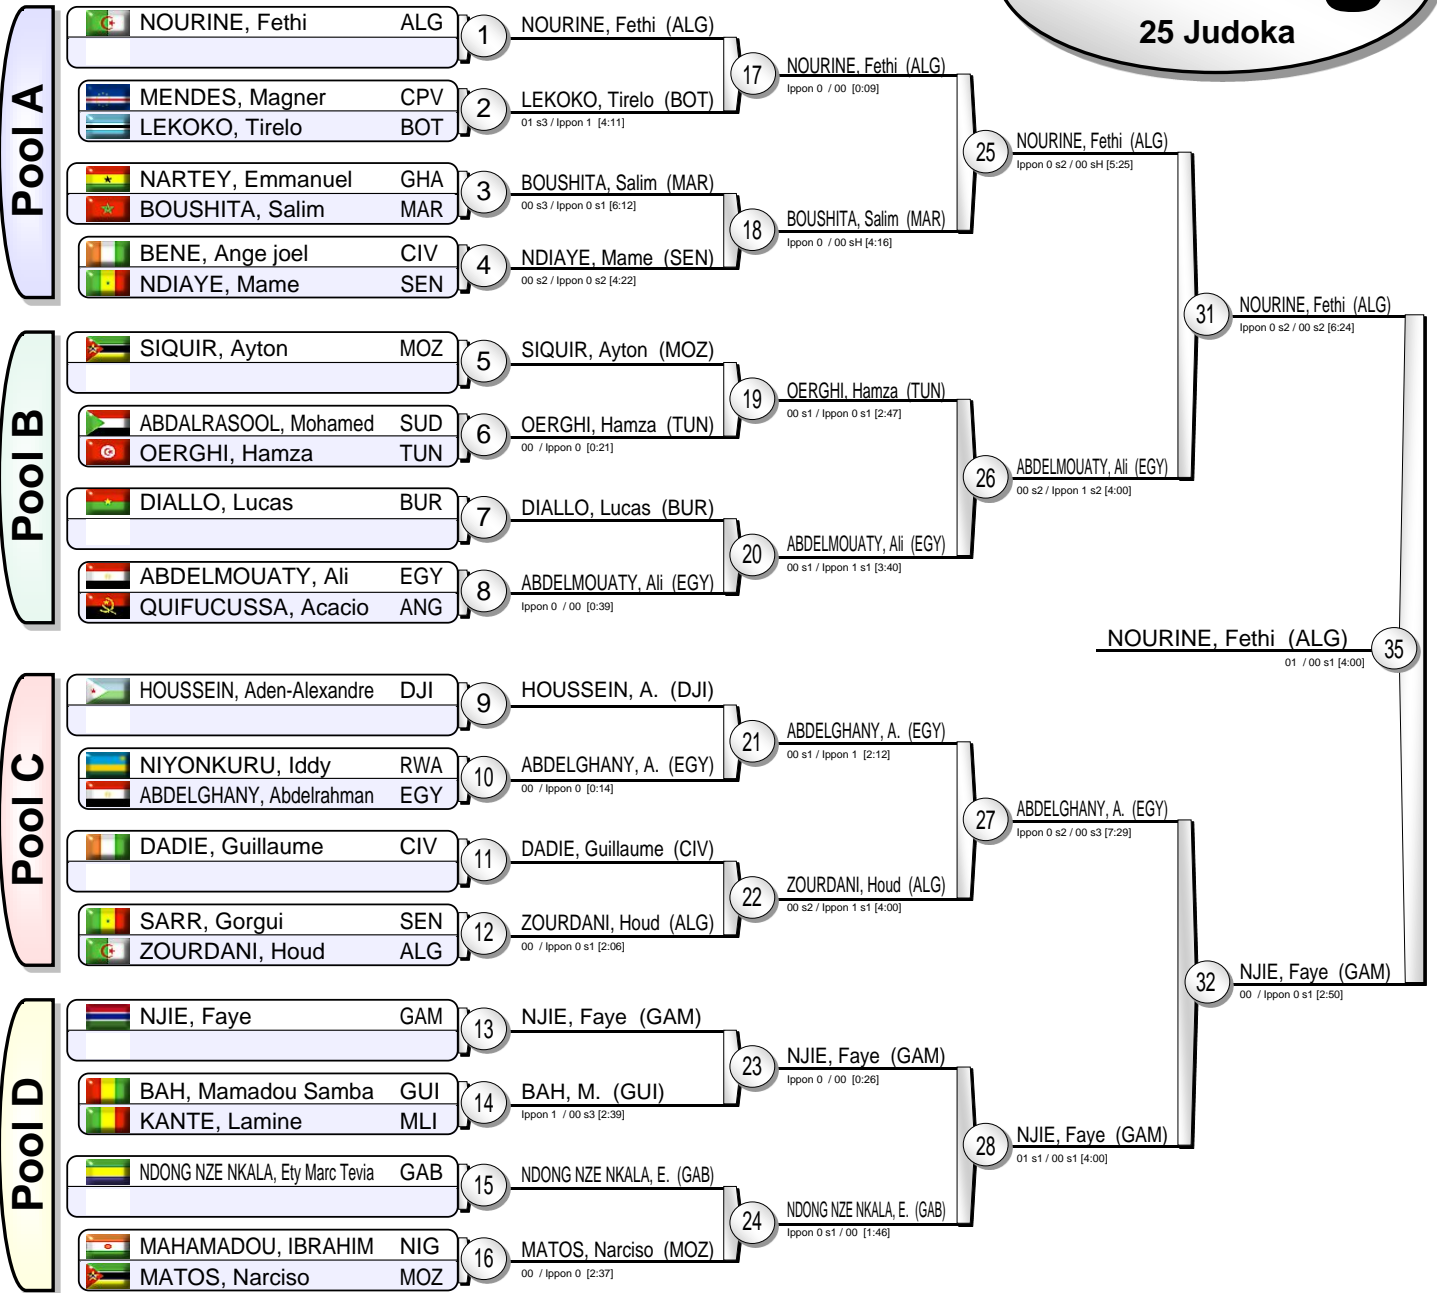 25 Judoka
Pool A
NOURINE, Fethi ALG
1
MENDES, Magner CPV
LEKOKO, Tirelo BOT
2
NARTEY, Emmanuel GHA
BOUSHITA, Salim MAR
3
BENE, Ange joel CIV
NDIAYE, Mame SEN
4
Pool B
SIQUIR, Ayton MOZ
5
ABDALRASOOL, Mohamed SUD
OERGHI, Hamza TUN
6
DIALLO, Lucas BUR
7
ABDELMOUATY, Ali EGY
QUIFUCUSSA, Acacio ANG
8
Pool C
HOUSSEIN, Aden-Alexandre DJI
9
NIYONKURU, Iddy RWA
ABDELGHANY, Abdelrahman EGY
10
DADIE, Guillaume CIV
11
SARR, Gorgui SEN
ZOURDANI, Houd ALG
12
Pool D
NJIE, Faye GAM
13
BAH, Mamadou Samba GUI
KANTE, Lamine MLI
14
NDONG NZE NKALA, Ety Marc Tevia GAB
15
MAHAMADOU, IBRAHIM NIG
MATOS, Narciso MOZ
16
NOURINE, Fethi (ALG)
LEKOKO, Tirelo (BOT)
01 s3 / Ippon 1 [4:11]
17
BOUSHITA, Salim (MAR)
00 s3 / Ippon 0 s1 [6:12]
NDIAYE, Mame (SEN)
00 s2 / Ippon 0 s2 [4:22]
18
SIQUIR, Ayton (MOZ)
OERGHI, Hamza (TUN)
00 / Ippon 0 [0:21]
19
DIALLO, Lucas (BUR)
ABDELMOUATY, Ali (EGY)
Ippon 0 / 00 [0:39]
20
HOUSSEIN, A. (DJI)
ABDELGHANY, A. (EGY)
00 / Ippon 0 [0:14]
21
DADIE, Guillaume (CIV)
ZOURDANI, Houd (ALG)
00 / Ippon 0 s1 [2:06]
22
NJIE, Faye (GAM)
BAH, M. (GUI)
Ippon 1 / 00 s3 [2:39]
23
NDONG NZE NKALA, E. (GAB)
MATOS, Narciso (MOZ)
00 / Ippon 0 [2:37]
24
NOURINE, Fethi (ALG)
Ippon 0 / 00 [0:09]
BOUSHITA, Salim (MAR)
Ippon 0 / 00 sH [4:16]
25
OERGHI, Hamza (TUN)
00 s1 / Ippon 0 s1 [2:47]
ABDELMOUATY, Ali (EGY)
00 s1 / Ippon 1 s1 [3:40]
26
ABDELGHANY, A. (EGY)
00 s1 / Ippon 1 [2:12]
ZOURDANI, Houd (ALG)
00 s2 / Ippon 1 s1 [4:00]
27
NJIE, Faye (GAM)
Ippon 0 / 00 [0:26]
NDONG NZE NKALA, E. (GAB)
Ippon 0 s1 / 00 [1:46]
28
NOURINE, Fethi (ALG)
Ippon 0 s2 / 00 sH [5:25]
ABDELMOUATY, Ali (EGY)
00 s2 / Ippon 1 s2 [4:00]
31
ABDELGHANY, A. (EGY)
Ippon 0 s2 / 00 s3 [7:29]
NJIE, Faye (GAM)
01 s1 / 00 s1 [4:00]
32
NOURINE, Fethi (ALG)
Ippon 0 s2 / 00 s2 [6:24]
NJIE, Faye (GAM)
00 / Ippon 0 s1 [2:50]
NOURINE, Fethi (ALG)
01 / 00 s1 [4:00]
35